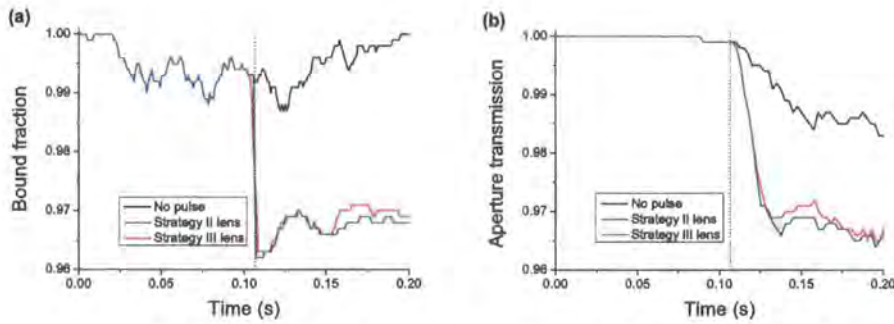 (a)
1.00
0.99
0.98
0.97
0.96
Bound fraction
No pulse
Strategy II lens
Strategy III lens
0.00 0.05 0.10 0.15 0.20
Time (s)
(b)
1.00
0.99
0.98
0.97
0.96
Aperture transmission
No pulse
Strategy II lens
Strategy III lens
0.00 0.05 0.10 0.15 0.20
Time (s)